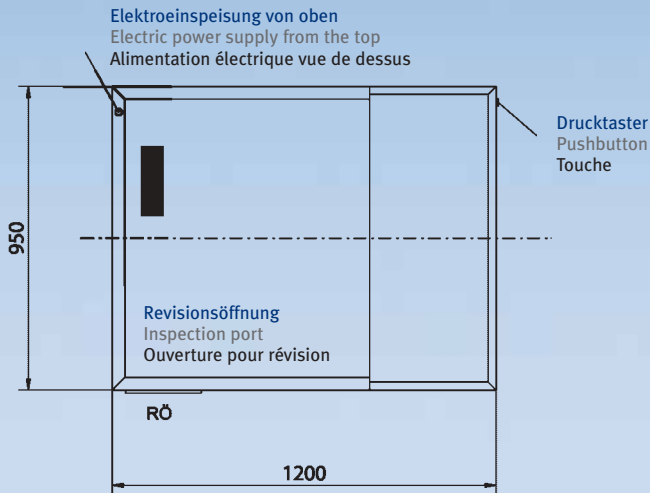 Elektroeinspeisung von oben
Electric power supply from the top
Alimentation électrique vue de dessus
Drucktaster
Pushbutton
Touche
950
Revisionsöffnung
Inspection port
Ouverture pour révision
RÖ
1200